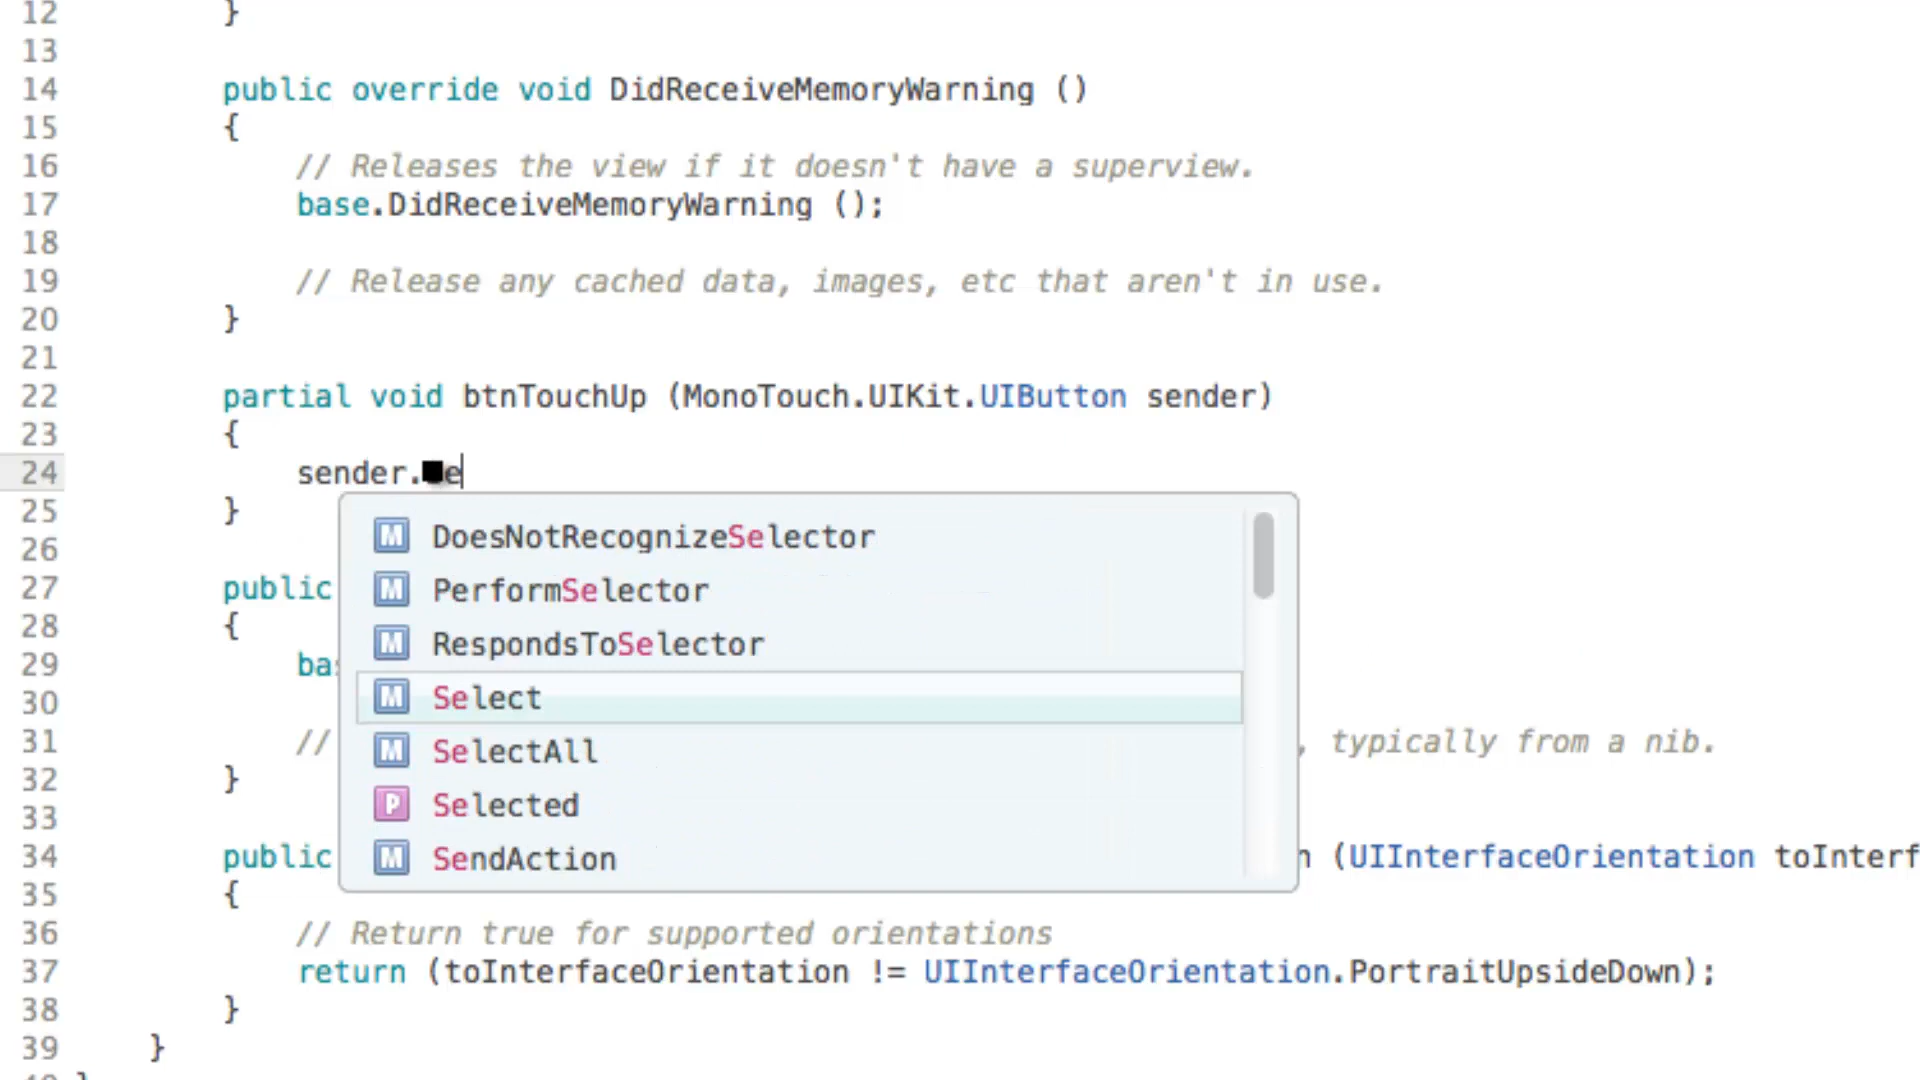 12 }
13
14 public override void DidReceiveMemoryWarning ()
15 {
16 // Releases the view if it doesn't have a superview.
17 base.DidReceiveMemoryWarning ();
18
19 // Release any cached data, images, etc that aren't in use.
20 }
21
22 partial void btnTouchUp (MonoTouch.UIKit.UIButton sender)
23 {
24 sender.
25 }
DoesNotRecognizeSelector
26
27 public
PerformSelector
28 {
RespondsToSelector
29
30
Select
31 // , typically from a nib.
SelectAll
32 }
Selected
33
34 public (UIInterfaceOrientation toInterf
SendAction
35 {
36 // Return true for supported orientations
37 return (toInterfaceOrientation != UIInterfaceOrientation.PortraitUpsideDown);
38 }
39 }